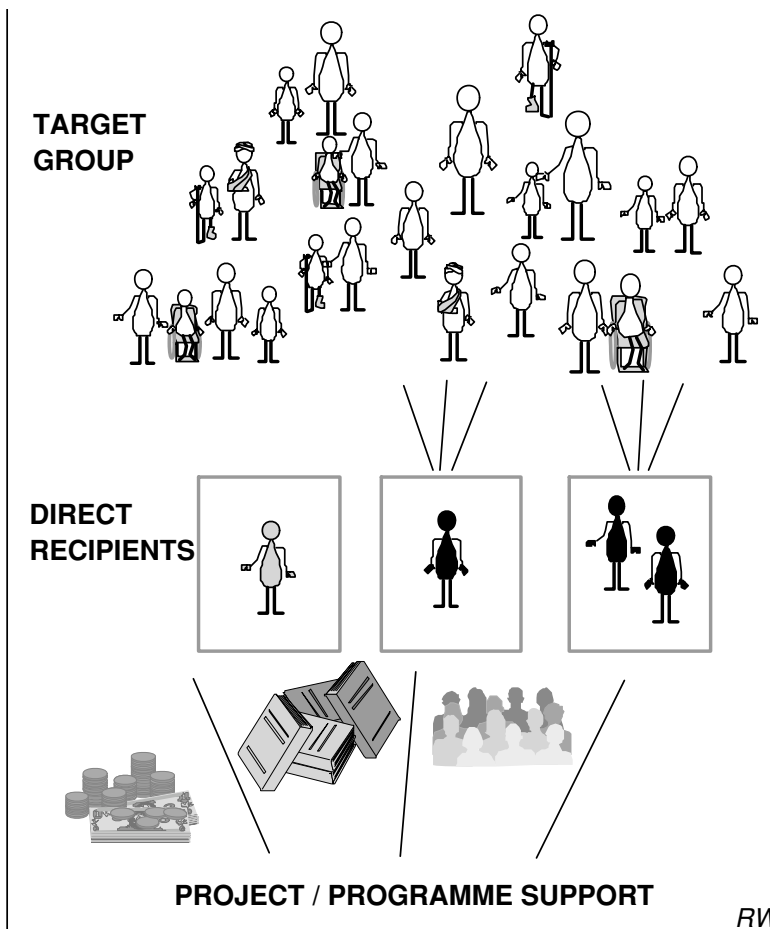 TARGET
GROUP
DIRECT
RECIPIENTS
PROJECT / PROGRAMME SUPPORT
RW